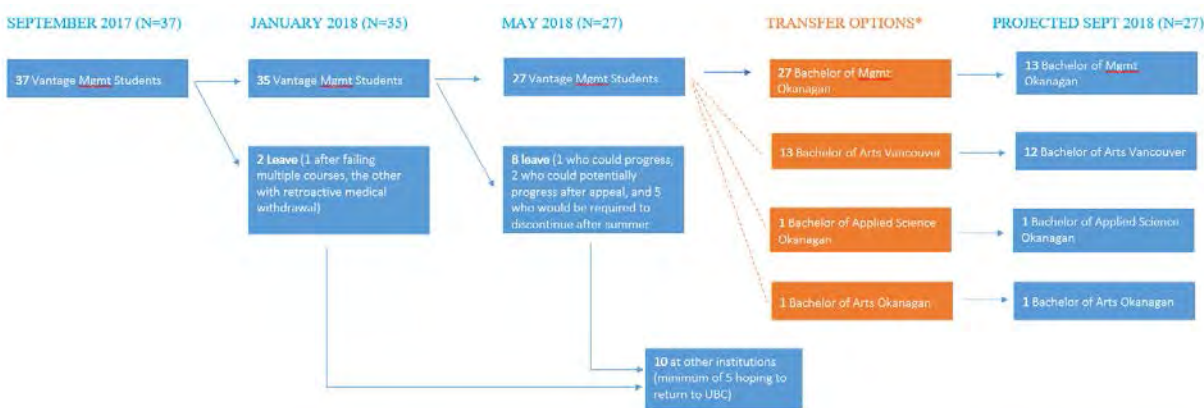 SEPTEMBER 2017 (N=37)
JANUARY 2018 (N=35)
MAY 2018 (N=27)
TRANSFER OPTIONS*
PROJECTED SEPT 2018 (N=27)
37 Vantage Mgmt Students
35 Vantage Mgmt Students
27 Vantage Mgmt Students
27 Bachelor of Mgmt
Okanagan
13 Bachelor of Mgmt
Okanagan
2 Leave (1 after failing
multiple courses, the other
with retroactive medical
withdrawal)
8 leave (1 who could progress,
2 who could potentially
progress after appeal, and 5
who would be required to
discontinue after summer
13 Bachelor of Arts Vancouver
12 Bachelor of Arts Vancouver
1 Bachelor of Applied Science
Okanagan
1 Bachelor of Applied Science
Okanagan
1 Bachelor of Arts Okanagan
1 Bachelor of Arts Okanagan
10 at other institutions
(minimum of 5 hoping to
return to UBC)